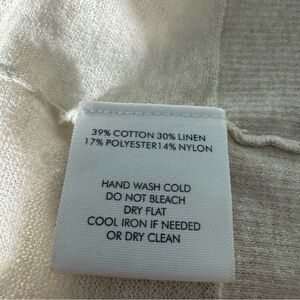 39% COTTON 30% LINEN
17% POLYESTER14% NYLON
HAND WASH COLD
DO NOT BLEACH
DRY FLAT
COOL IRON IF NEEDED
OR DRY CLEAN